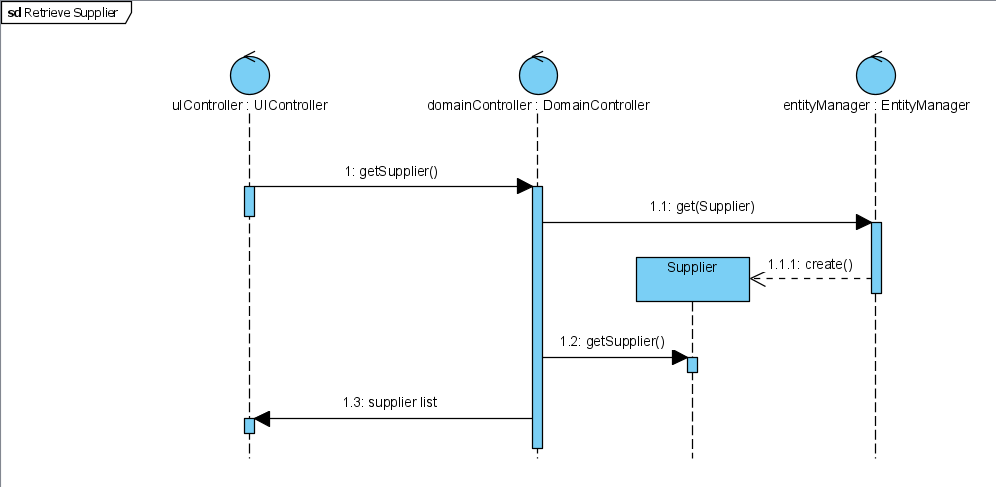 sd Retrieve Supplier
uIController : UIController
domainController : DomainController
entityManager : EntityManager
1: getSupplier()
1.1: get(Supplier)
Supplier
1.1.1: create()
1.2: getSupplier()
1.3: supplier list